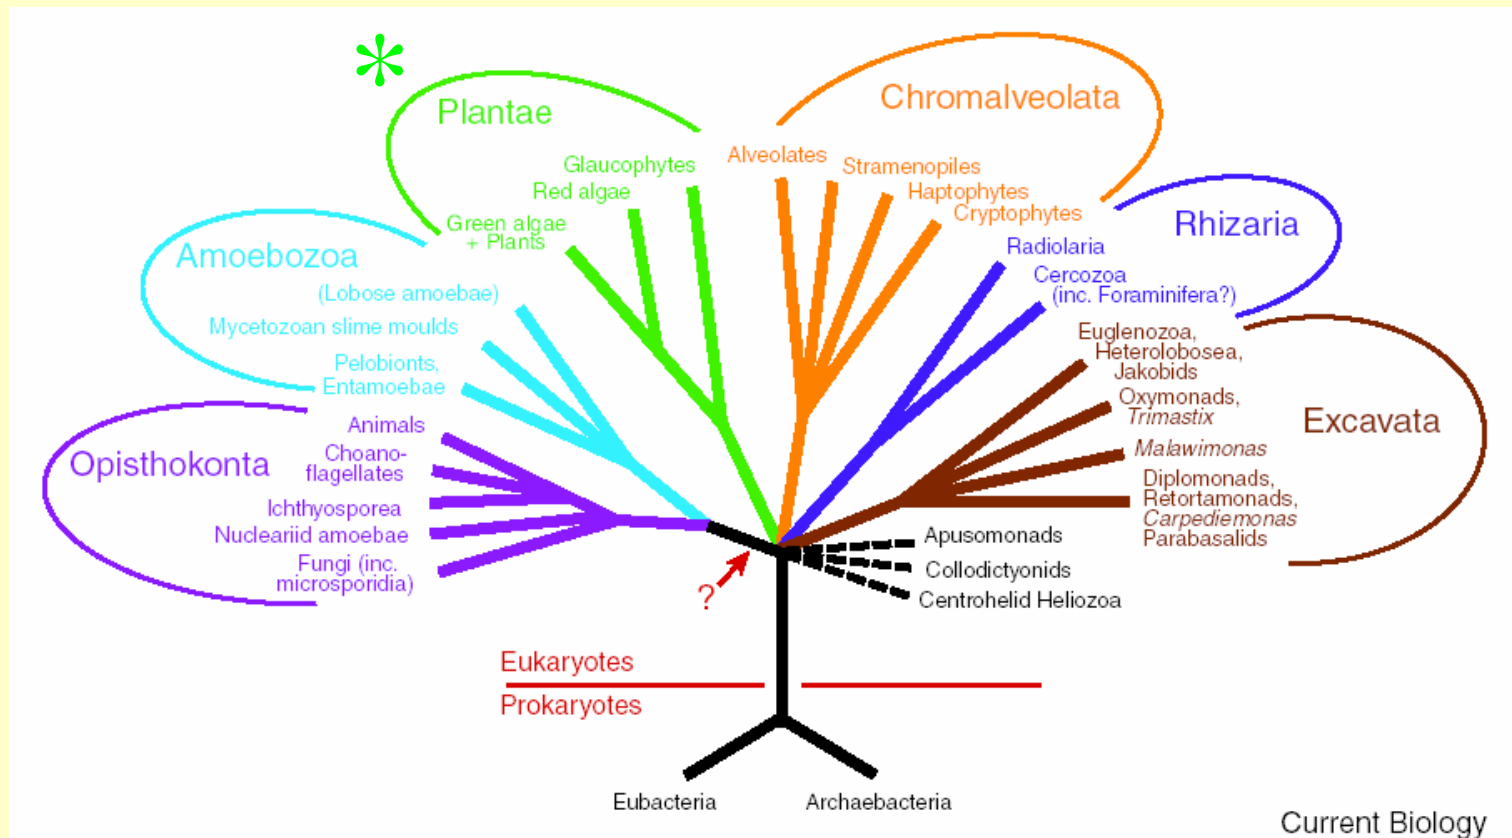 *
Plantae
Glaucophytes
Red algae
Green algae
+ Plants
Chromalveolata
Alveolates
Stramenopiles
Haptophytes
Cryptophytes
Rhizaria
Radiolaria
Cercozoa
(inc. Foraminifera?)
Amoebozoa
(Lobose amoebae)
Mycetozoan slime moulds
Pelobionts,
Entamoebae
Excavata
Euglenozoa,
Heterolobosea,
Jakobids
Oxymonads,
Trimastix
Malawimonas
Diplomonads,
Retortamonads,
Carpediemonas
Parabasalids
Opisthokonta
Animals
Choano-
flagellates
Ichthyosporea
Nucleariid amoebae
Fungi (inc.
microsporidia)
Apusomonads
Collodictyonids
Centrohelid Heliozoa
?
Eukaryotes
Prokaryotes
Eubacteria
Archaebacteria
Current Biology